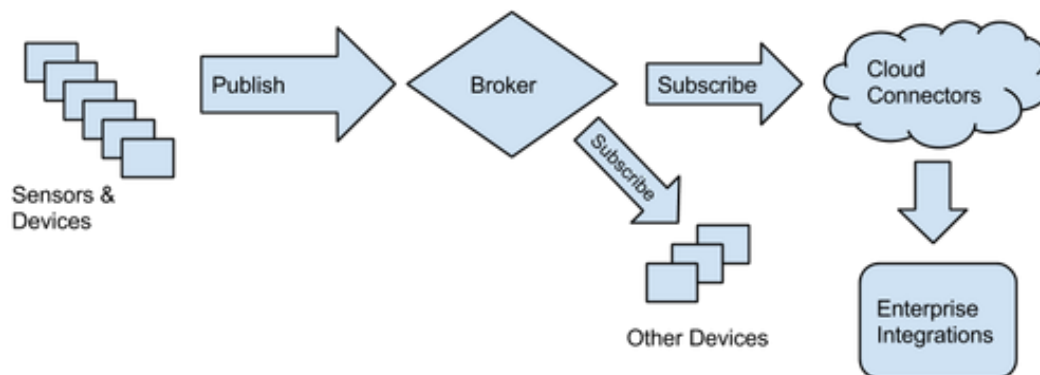 Sensors &
Devices
Publish
Broker
Subscribe
Cloud
Connectors
Subscribe
Other Devices
Enterprise
Integrations